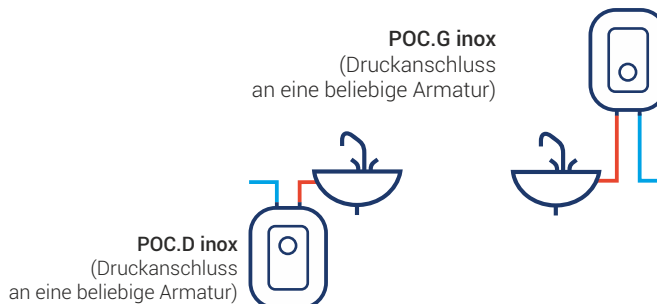 POC.G inox
(Druckanschluss
an eine beliebige Armatur)
POC.D inox
(Druckanschluss
an eine beliebige Armatur)